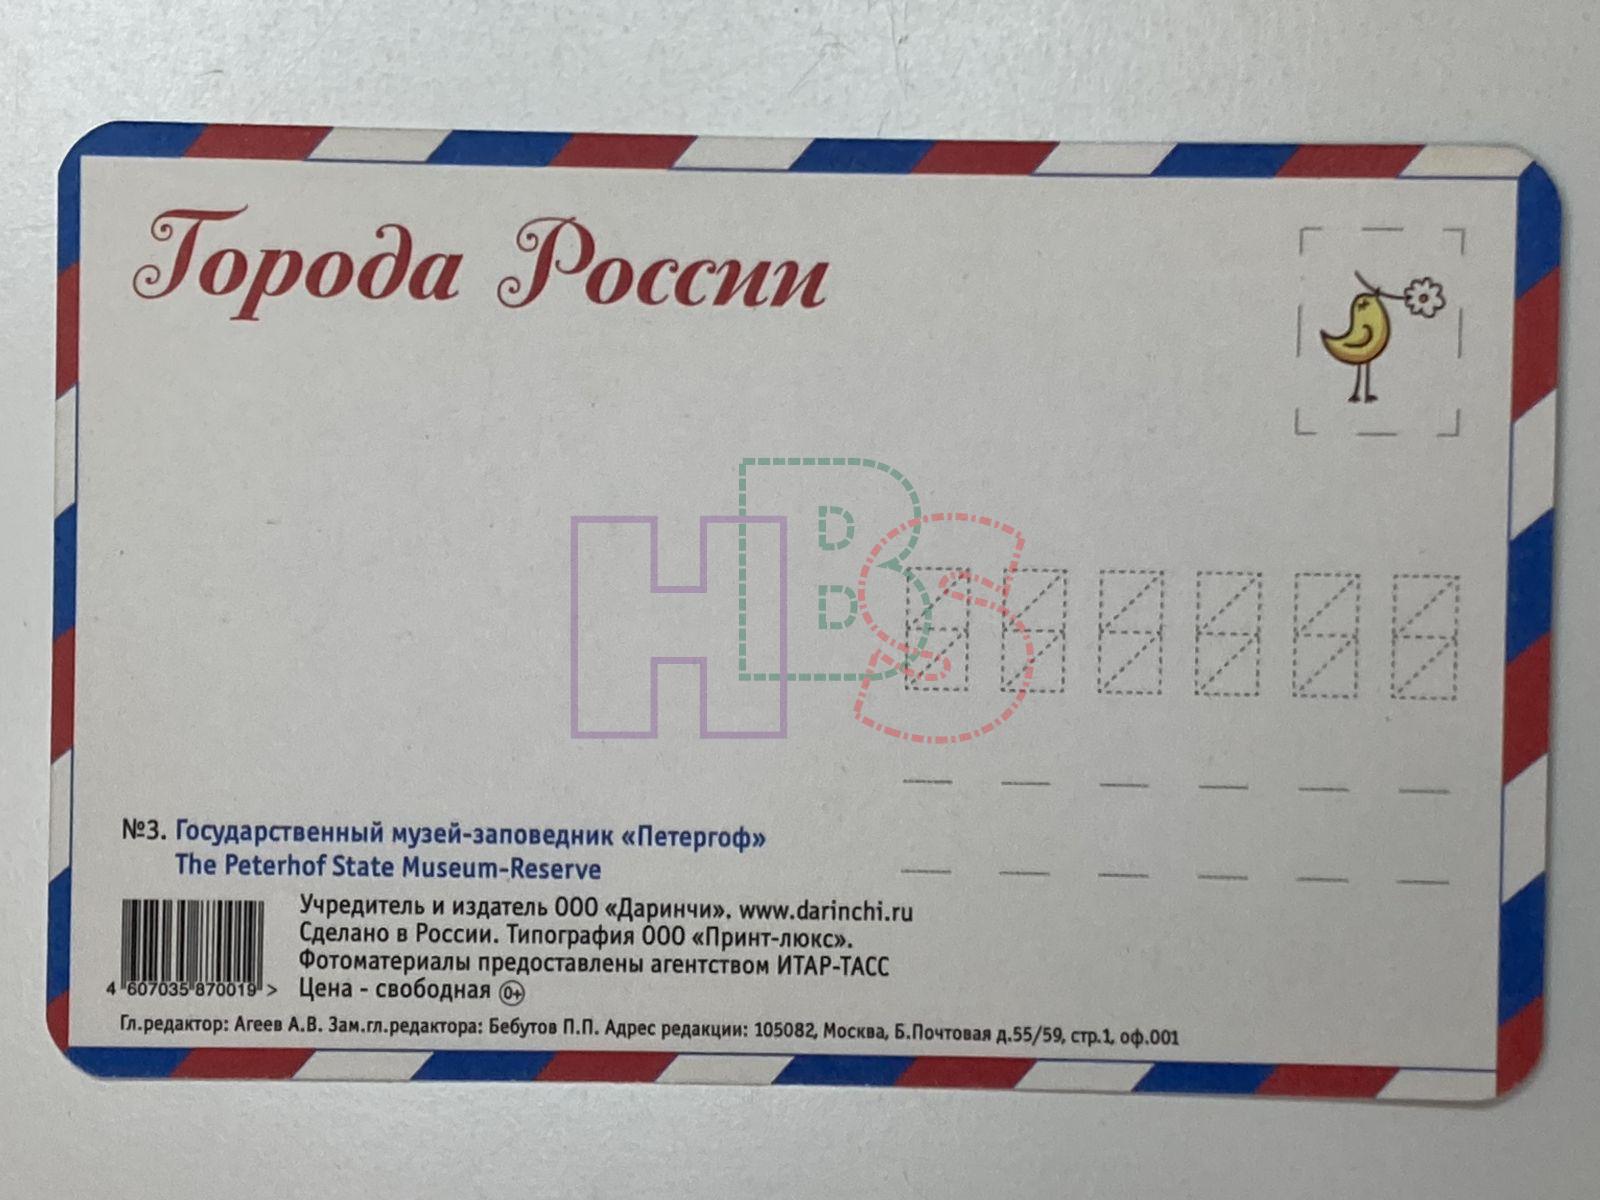 Города России
H B S
№3. Государственный музей-заповедник «Петергоф»
The Peterhof State Museum-Reserve
Учредитель и издатель ООО «Даринчи». www.darinchi.ru
Сделано в России. Типография ООО «Принт-люкс».
Фотоматериалы предоставлены агентством ИТАР-ТАСС
Цена - свободная 0+
4 607035 870019 >
Гл.редактор: Агеев А.В. Зам.гл.редактора: Бебутов П.П. Адрес редакции: 105082, Москва, Б.Почтовая д.55/59, стр.1, оф.001